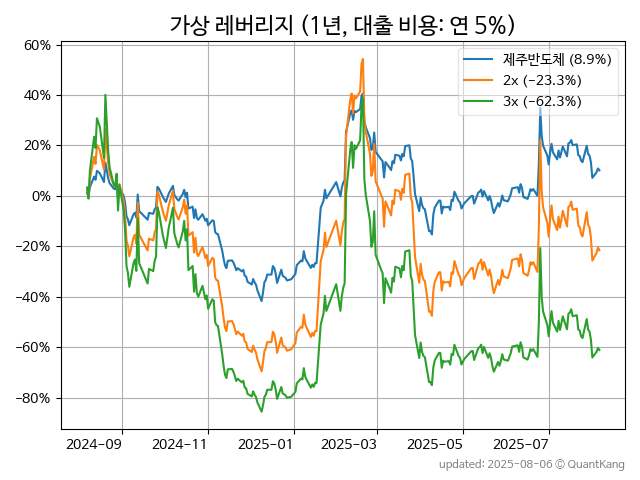 가상 레버리지 (1년, 대출 비용: 연 5%)
제주반도체 (8.9%)
2x (−23.3%)
3x (−62.3%)
60%
40%
20%
0%
−20%
−40%
−60%
−80%
2024-09
2024-11
2025-01
2025-03
2025-05
2025-07
updated: 2025-08-06 © QuantKang